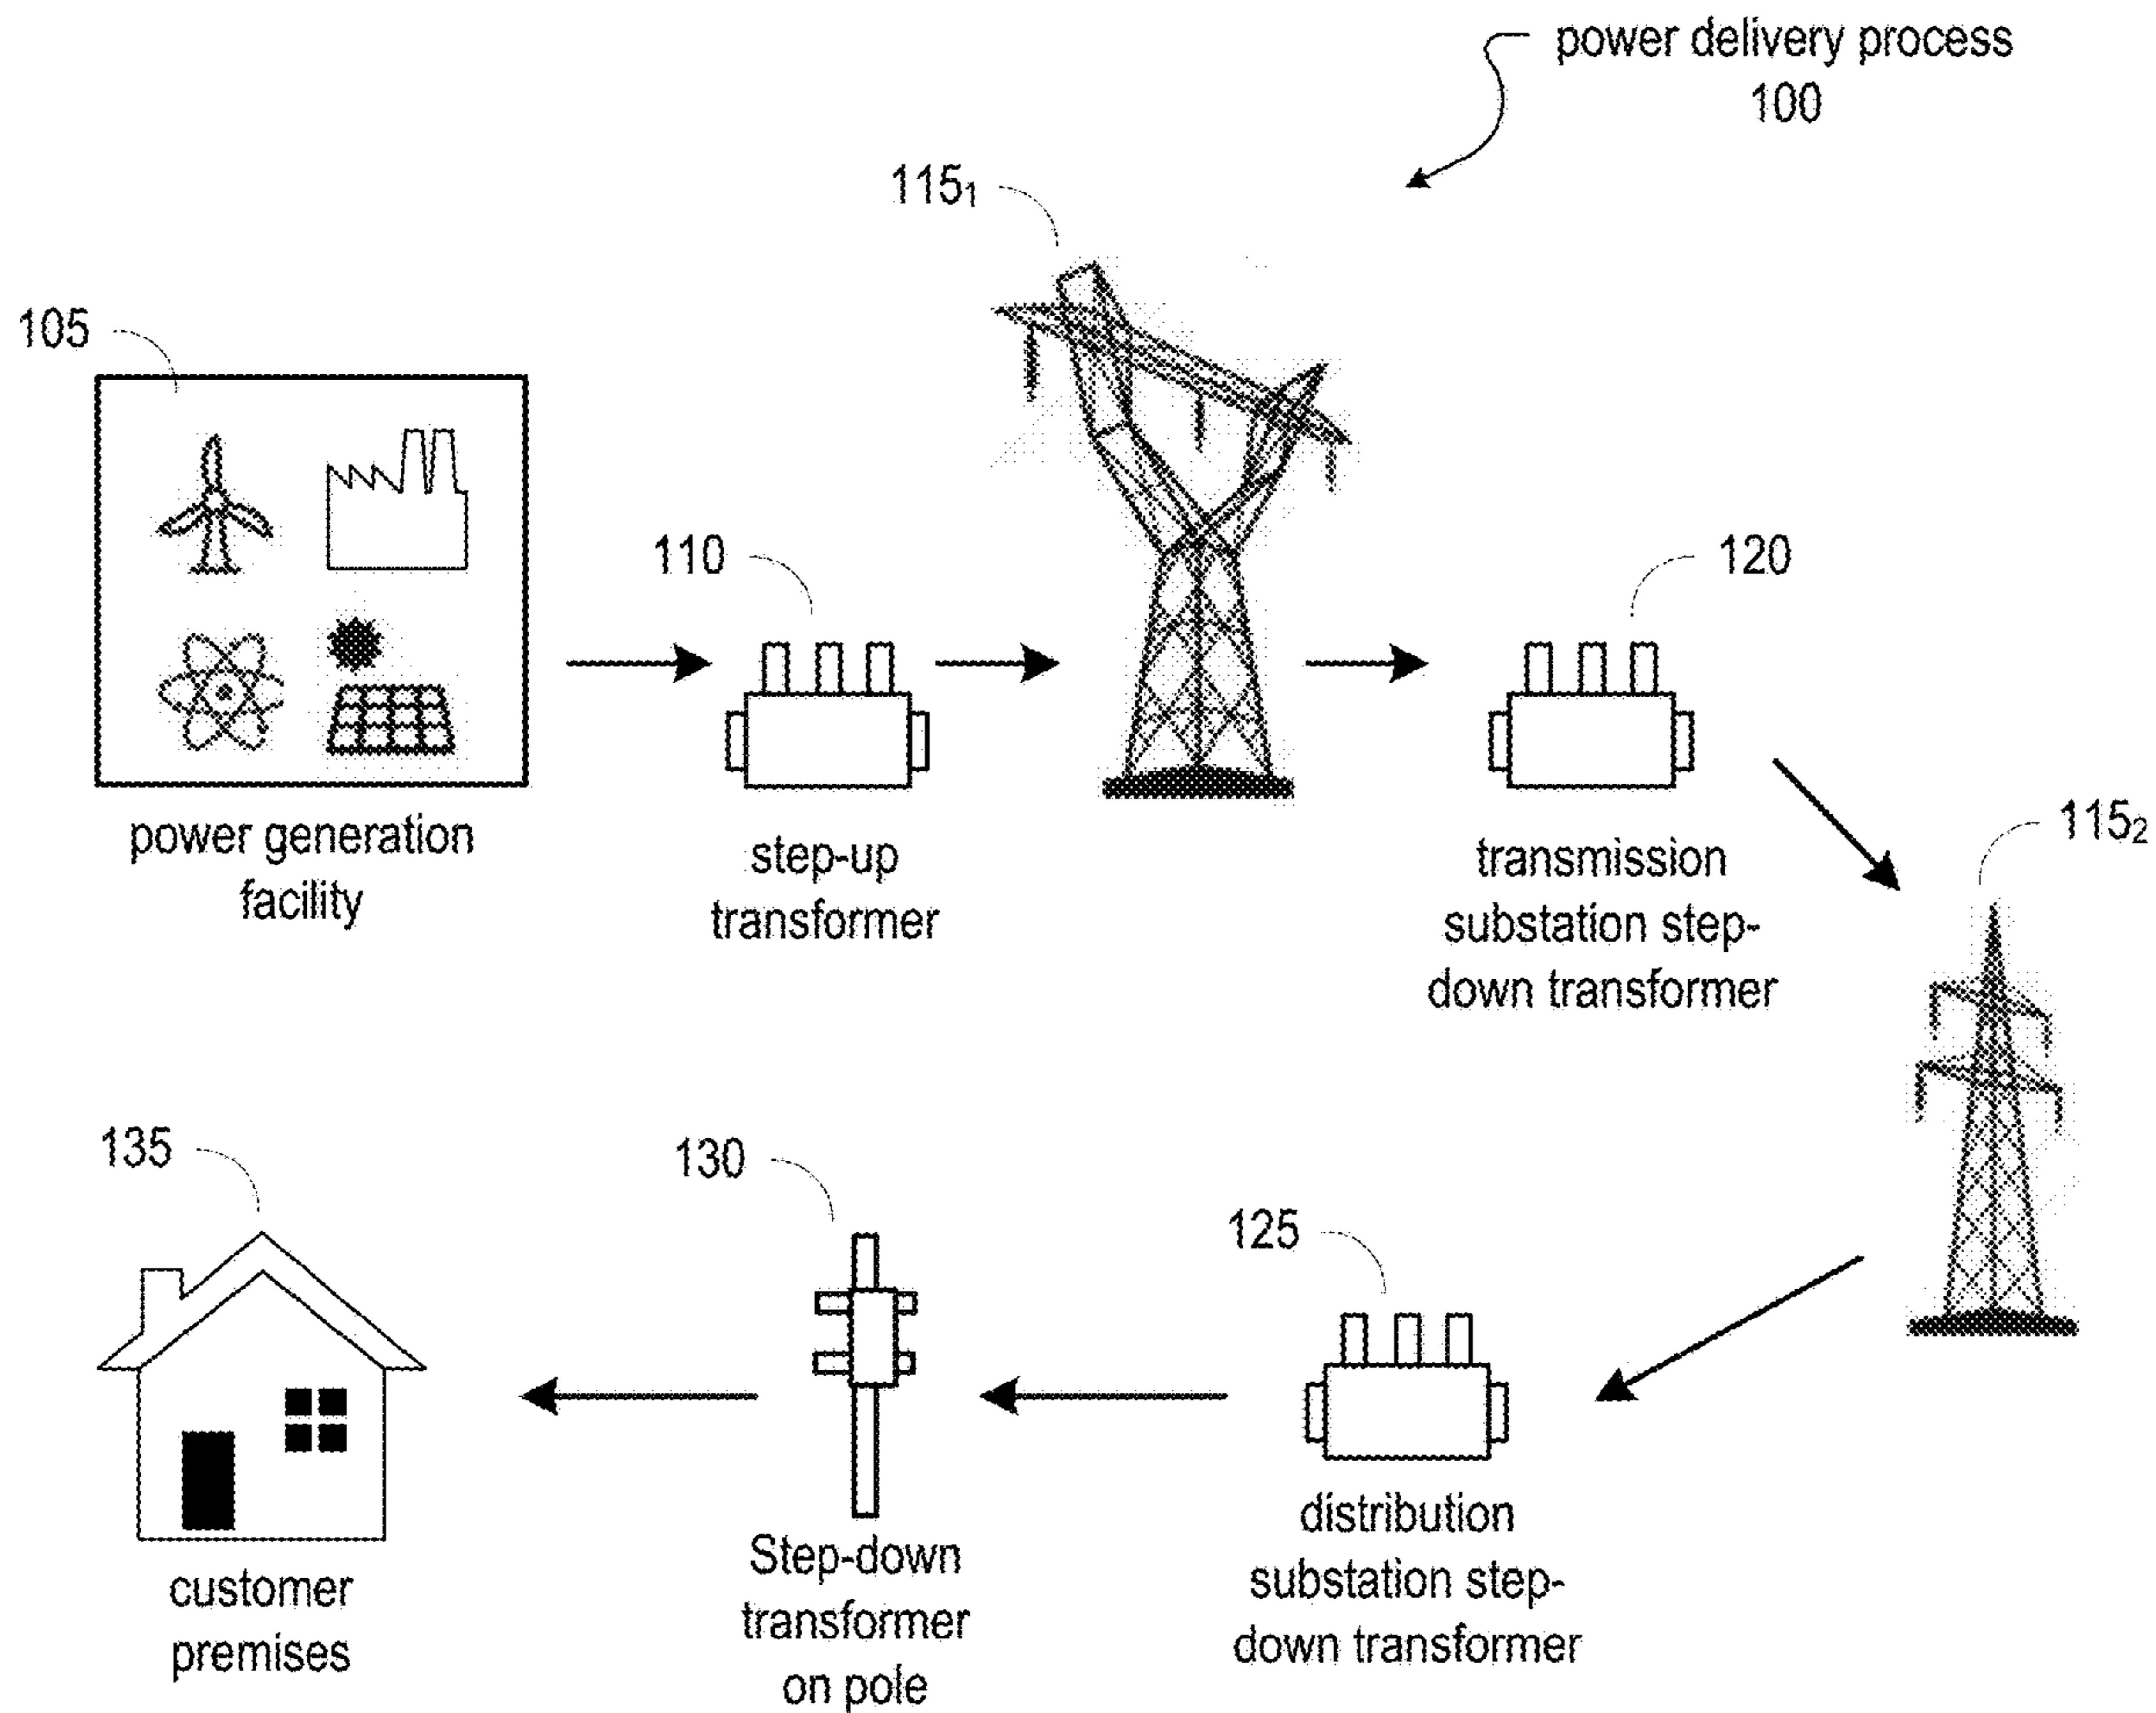 power delivery process
100
115₁
105
110
120
power generation
facility
step-up
transformer
transmission
substation step-
down transformer
115₂
135
130
125
customer
premises
Step-down
transformer
on pole
distribution
substation step-
down transformer